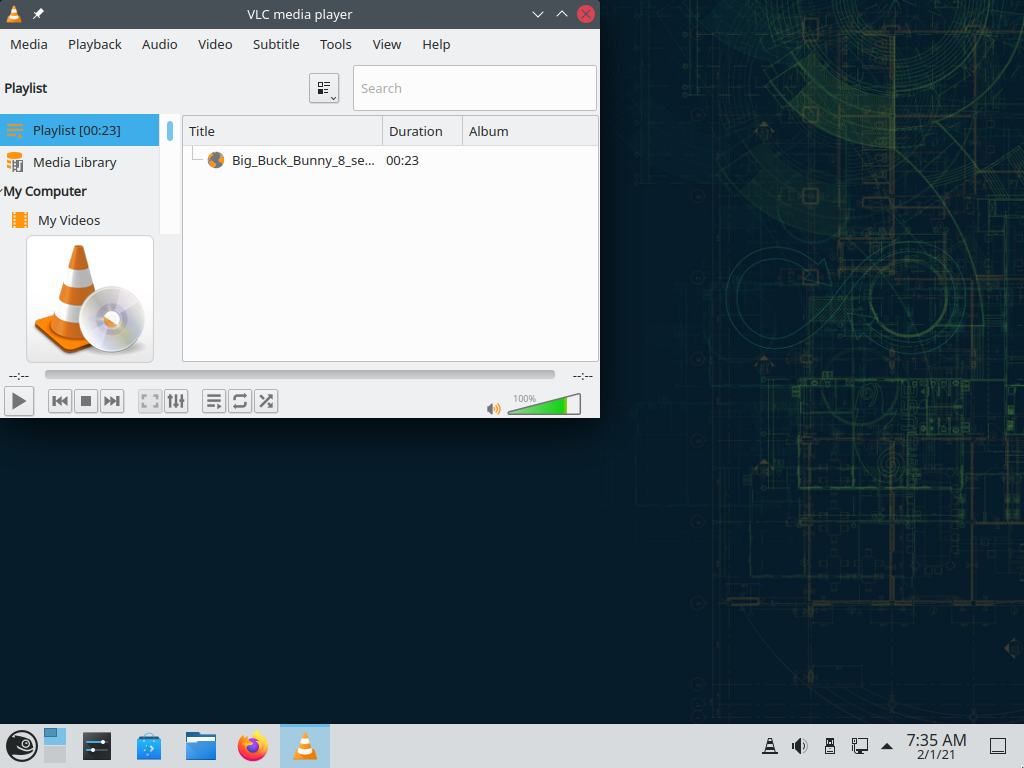 VLC media player
Media Playback Audio Video Subtitle Tools View Help
Playlist
Search
Playlist [00:23]
Media Library
My Computer
My Videos
Title Duration Album
Big_Buck_Bunny_8_se... 00:23
--:-- --:--
100%
7:35 AM
2/1/21